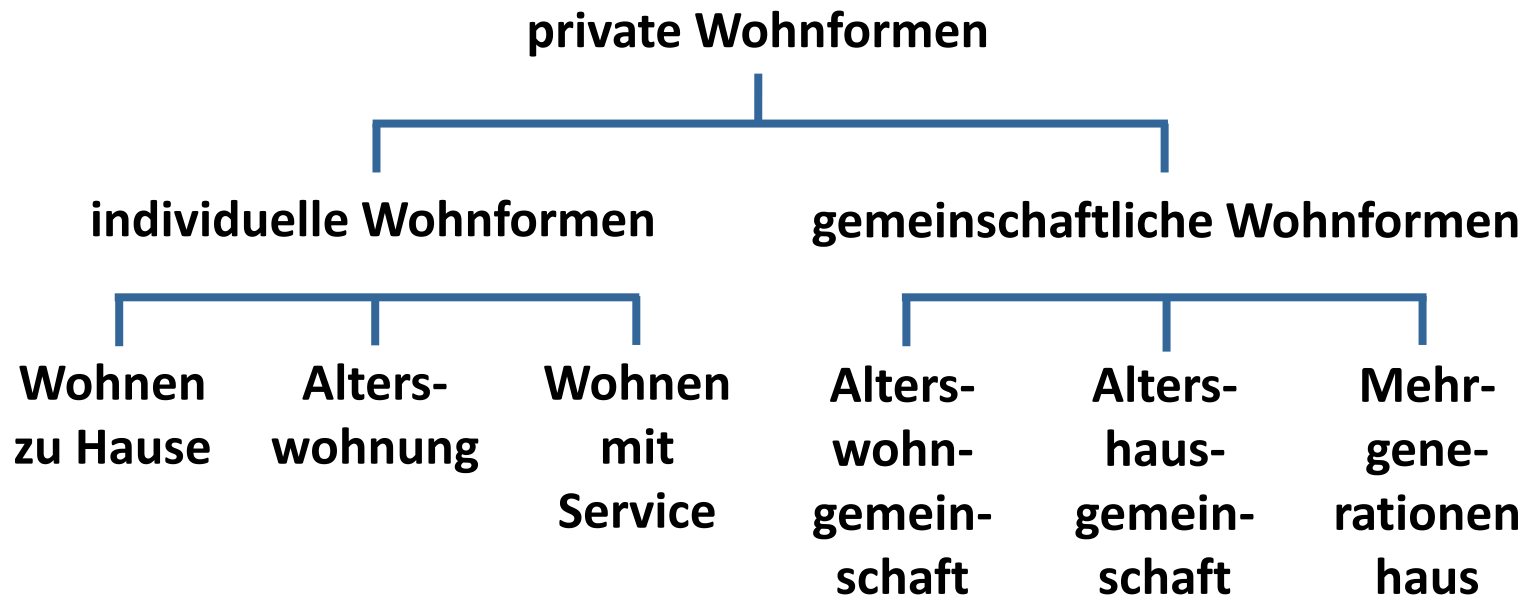 private Wohnformen
individuelle Wohnformen
gemeinschaftliche Wohnformen
Wohnen
zu Hause
Alters-
wohnung
Wohnen
mit
Service
Alters-
wohn-
gemein-
schaft
Alters-
haus-
gemein-
schaft
Mehr-
gene-
rationen
haus